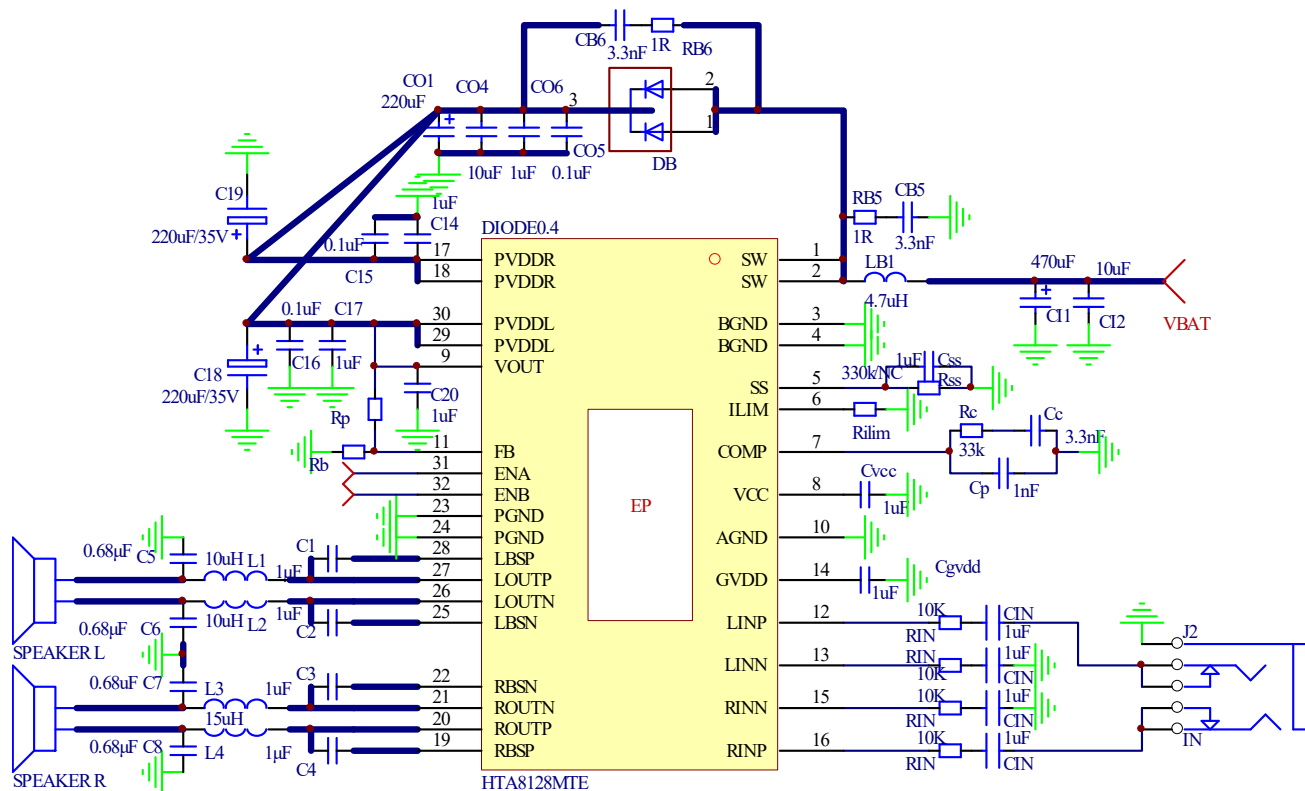 CB6
3.3nF
1R
RB6
CO1
220uF
CO4
CO6
3
2
1
DB
CO5
10uF
1uF
0.1uF
C19
220uF/35V
1uF
C14
0.1uF
C15
DIODE0.4
RB5
1R
CB5
3.3nF
17 PVDDR
18 PVDDR
SW 1
SW 2
LB1
4.7uH
470uF
10uF
CI1
CI2
VBAT
0.1uF
C17
30 PVDDL
29 PVDDL
9 VOUT
BGND 3
BGND 4
C16
1uF
C18
220uF/35V
C20
1uF
1uF
Css
330k/NC
Rss
SS 5
ILIM 6
Rilim
Rp
Rb
Rc
33k
Cc
3.3nF
Cp
1nF
11 FB
31 ENA
32 ENB
23 PGND
24 PGND
COMP 7
VCC 8
Cvcc
1uF
EP
AGND 10
28 LBSP
27 LOUTP
26 LOUTN
25 LBSN
GVDD 14
Cgvdd
1uF
0.68µF
C5
10uH
L1
1uF
C1
10uH
L2
1uF
C2
0.68µF
C6
SPEAKER L
LINP 12
10K
RIN
CIN
1uF
LINN 13
RIN
10K
1uF
CIN
J2
0.68uF
C7
L3
1uF
C3
15uH
L4
1µF
C4
0.68µF
C8
SPEAKER R
22 RBSN
21 ROUTN
20 ROUTP
19 RBSP
RINN 15
10K
RIN
1uF
CIN
RINP 16
10K
RIN
1uF
CIN
IN
HTA8128MTE